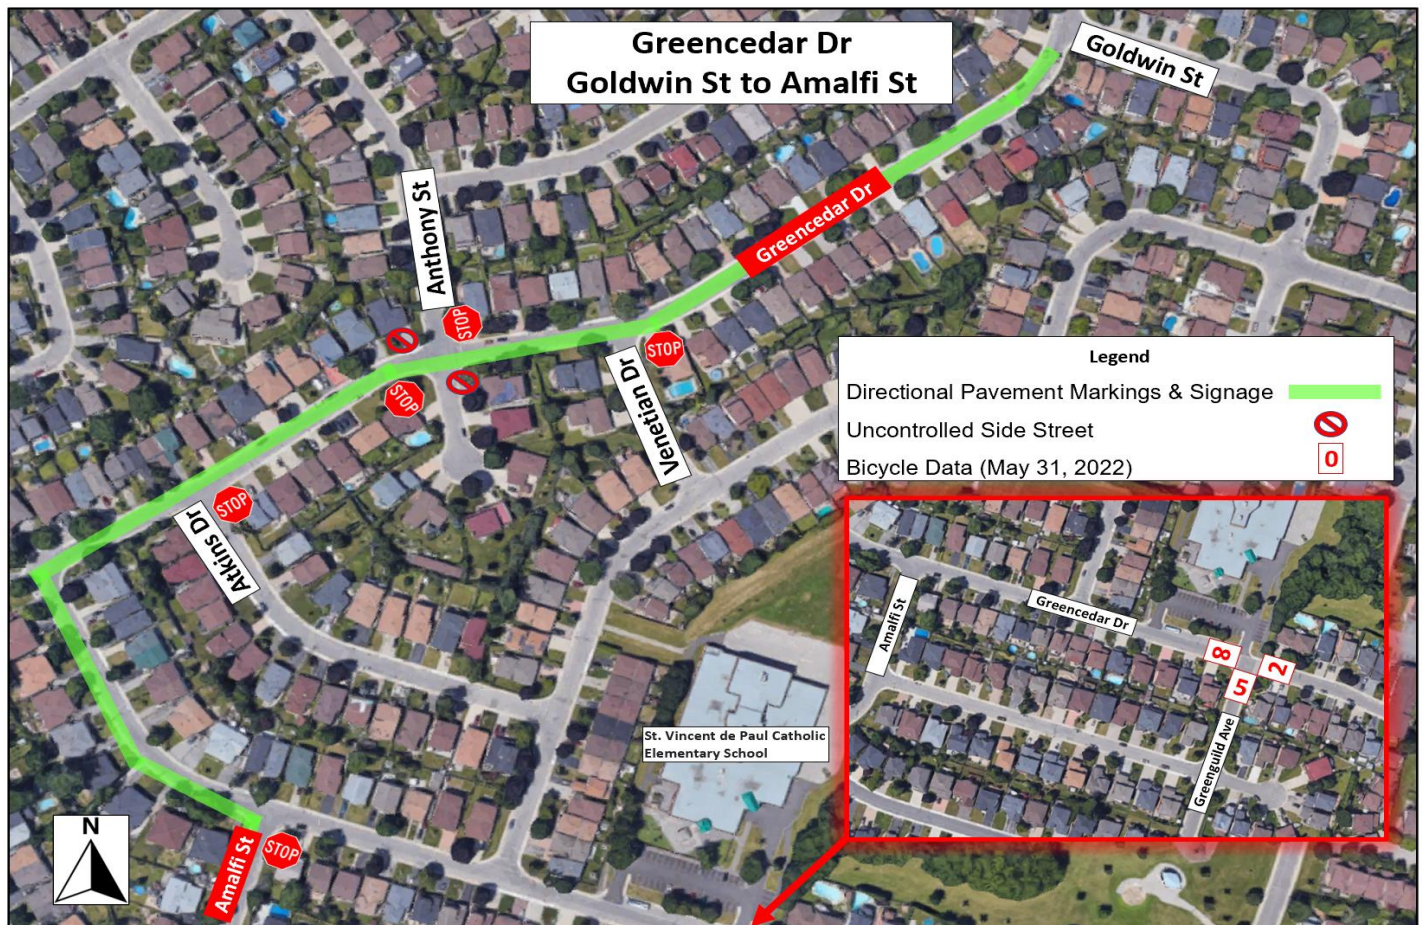 Greencedar Dr
Goldwin St to Amalfi St
Goldwin St
Greencedar Dr
Anthony St
STOP
STOP
STOP
Venetian Dr
Legend
Directional Pavement Markings & Signage
Uncontrolled Side Street
Bicycle Data (May 31, 2022)
0
STOP
Atkins Dr
Amalfi St
Greencedar Dr
8
2
5
Greenguild Ave
St. Vincent de Paul Catholic
Elementary School
N
Amalfi St
STOP